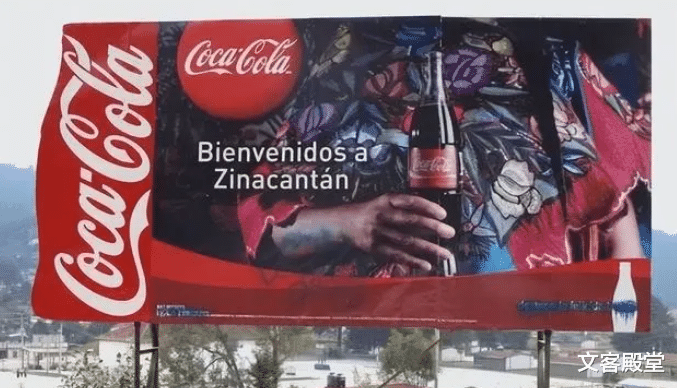 Coca-Cola
Coca-Cola
Bienvenidos a
Zinacantán
Coca-Cola
文客殿堂